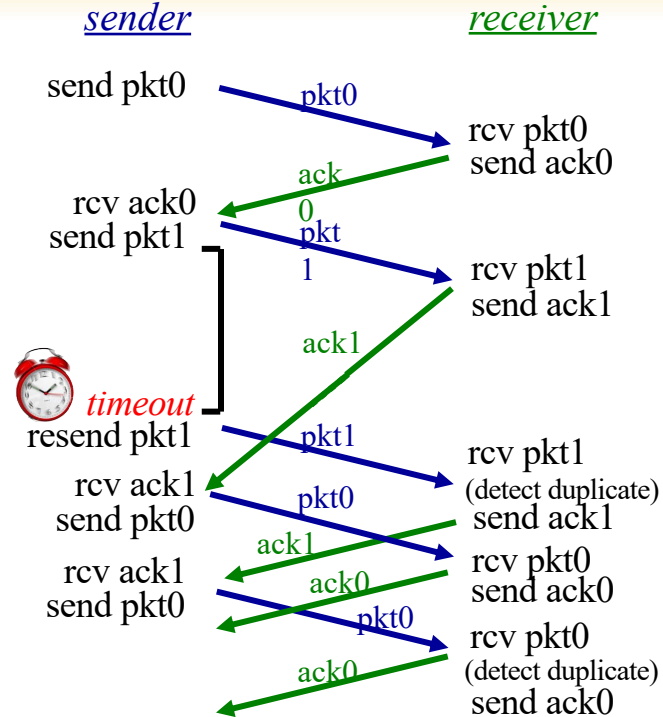 sender
receiver
send pkt0
pkt0
rcv pkt0
send ack0
ack
0
rcv ack0
send pkt1
pkt
1
rcv pkt1
send ack1
ack1
timeout
resend pkt1
pkt1
rcv pkt1
(detect duplicate)
send ack1
rcv ack1
send pkt0
pkt0
ack1
rcv pkt0
send ack0
rcv ack1
send pkt0
ack0
pkt0
rcv pkt0
(detect duplicate)
send ack0
ack0